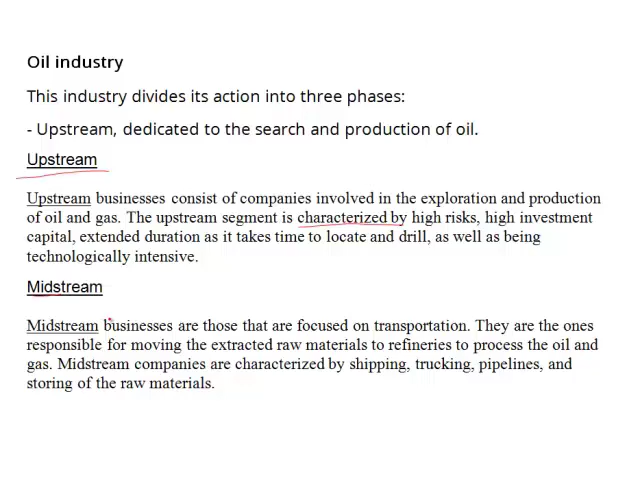 Oil industry
This industry divides its action into three phases:
- Upstream, dedicated to the search and production of oil.
Upstream
Upstream businesses consist of companies involved in the exploration and production
of oil and gas. The upstream segment is characterized by high risks, high investment
capital, extended duration as it takes time to locate and drill, as well as being
technologically intensive.
Midstream
Midstream businesses are those that are focused on transportation. They are the ones
responsible for moving the extracted raw materials to refineries to process the oil and
gas. Midstream companies are characterized by shipping, trucking, pipelines, and
storing of the raw materials.